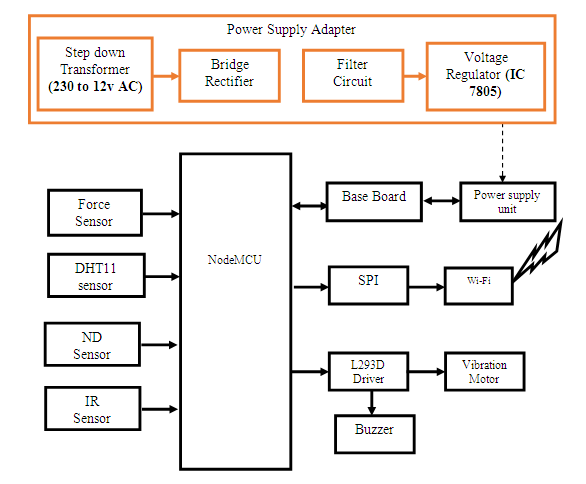 Power Supply Adapter
Step down
Transformer
(230 to 12v AC)
Bridge
Rectifier
Filter
Circuit
Voltage
Regulator (IC
7805)
Force
Sensor
DHT11
sensor
ND
Sensor
IR
Sensor
NodeMCU
Base Board
Power supply
unit
SPI
Wi-Fi
L293D
Driver
Vibration
Motor
Buzzer